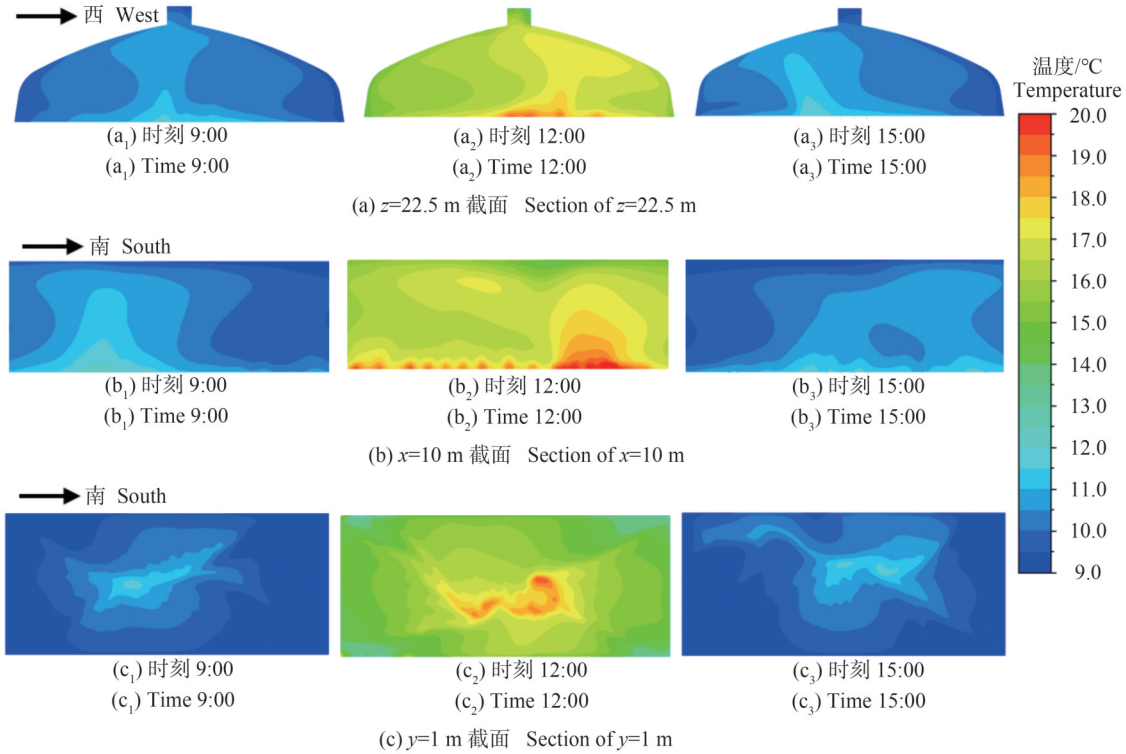 西 West
(a₁) 时刻 9:00
(a₁) Time 9:00
(a₂) 时刻 12:00
(a₂) Time 12:00
(a₃) 时刻 15:00
(a₃) Time 15:00
(a) z=22.5 m 截面 Section of z=22.5 m
南 South
(b₁) 时刻 9:00
(b₁) Time 9:00
(b₂) 时刻 12:00
(b₂) Time 12:00
(b₃) 时刻 15:00
(b₃) Time 15:00
(b) x=10 m 截面 Section of x=10 m
南 South
(c₁) 时刻 9:00
(c₁) Time 9:00
(c₂) 时刻 12:00
(c₂) Time 12:00
(c₃) 时刻 15:00
(c₃) Time 15:00
(c) y=1 m 截面 Section of y=1 m
温度/℃
Temperature
20.0
19.0
18.0
17.0
16.0
15.0
14.0
13.0
12.0
11.0
10.0
9.0